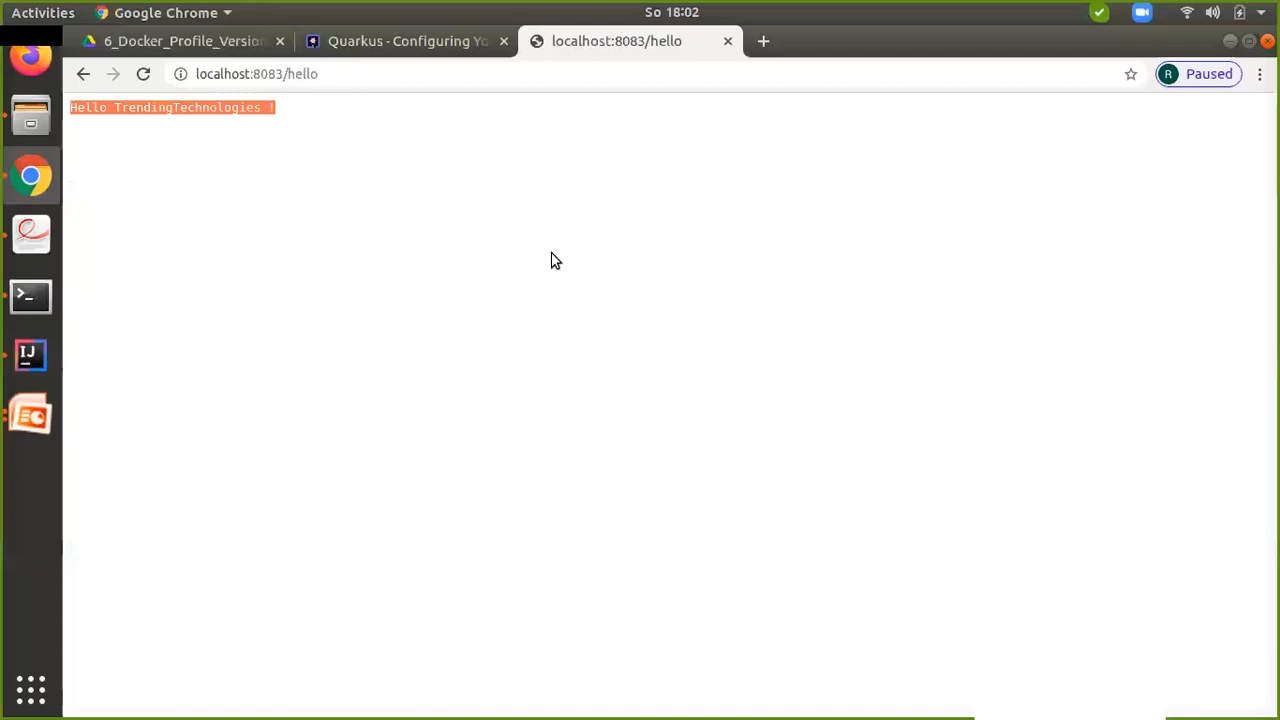 Activities Google Chrome So 18:02
6_Docker_Profile_Version Quarkus - Configuring Yo localhost:8083/hello
localhost:8083/hello R Paused
Hello TrendingTechnologies !
IJ